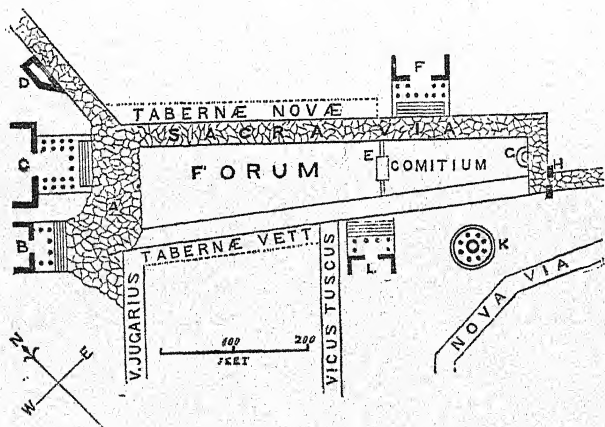 F
D
TABERNÆ NOVÆ
SACRA VIA
E
COMITIUM
G
H
C
FORUM
A
B
TABERNÆ VETT
L
K
NOVA VIA
V. JUGARIUS
VICUS TUSCUS
100
200
FEET
N
E
W